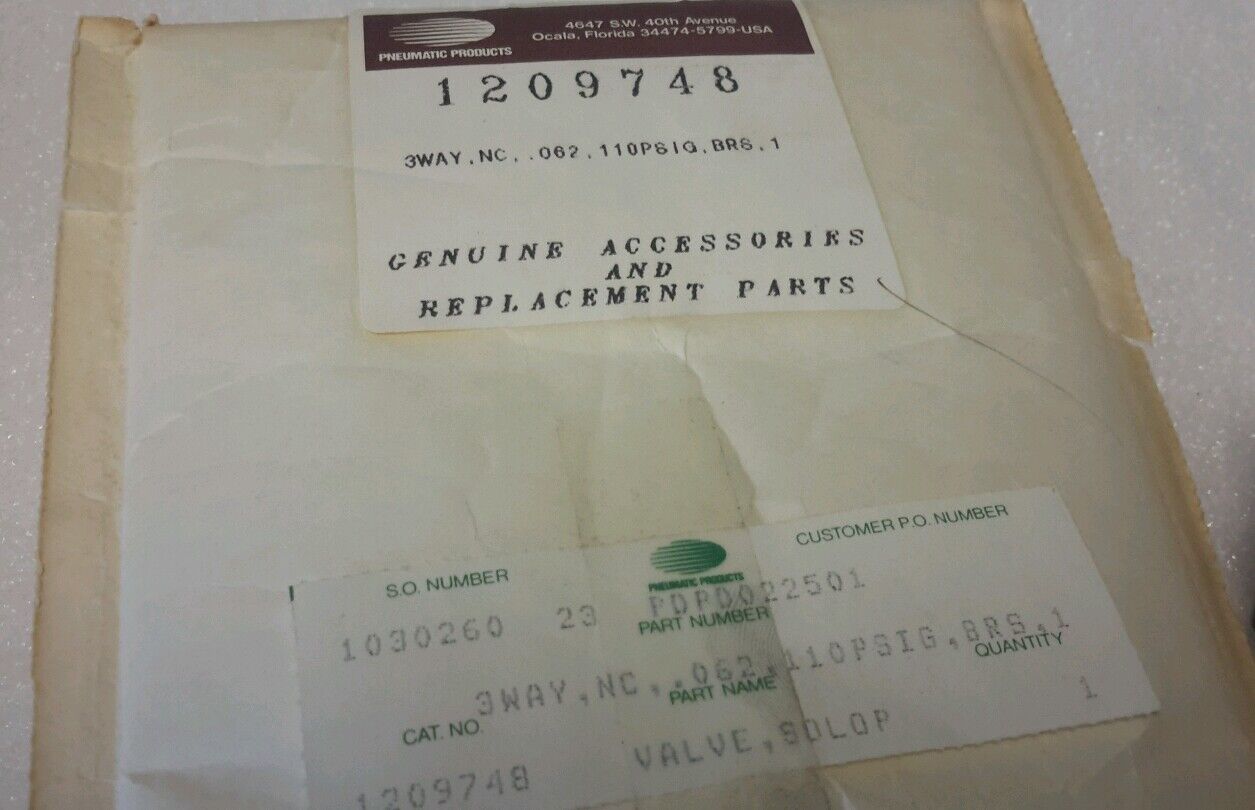 PNEUMATIC PRODUCTS
4647 S.W. 40th Avenue
Ocala, Florida 34474-5799-USA
1209748
3WAY,NC,.062,110PSIG,BRS,1
GENUINE ACCESSORIES
AND
REPLACEMENT PARTS
PNEUMATIC PRODUCTS
S.O. NUMBER
CUSTOMER P.O. NUMBER
1030260 23 PDPD022501
PART NUMBER
3WAY,NC,.062,110PSIG,BRS,1
CAT. NO.
PART NAME
QUANTITY
1209748 VALVE,SOLOP 1